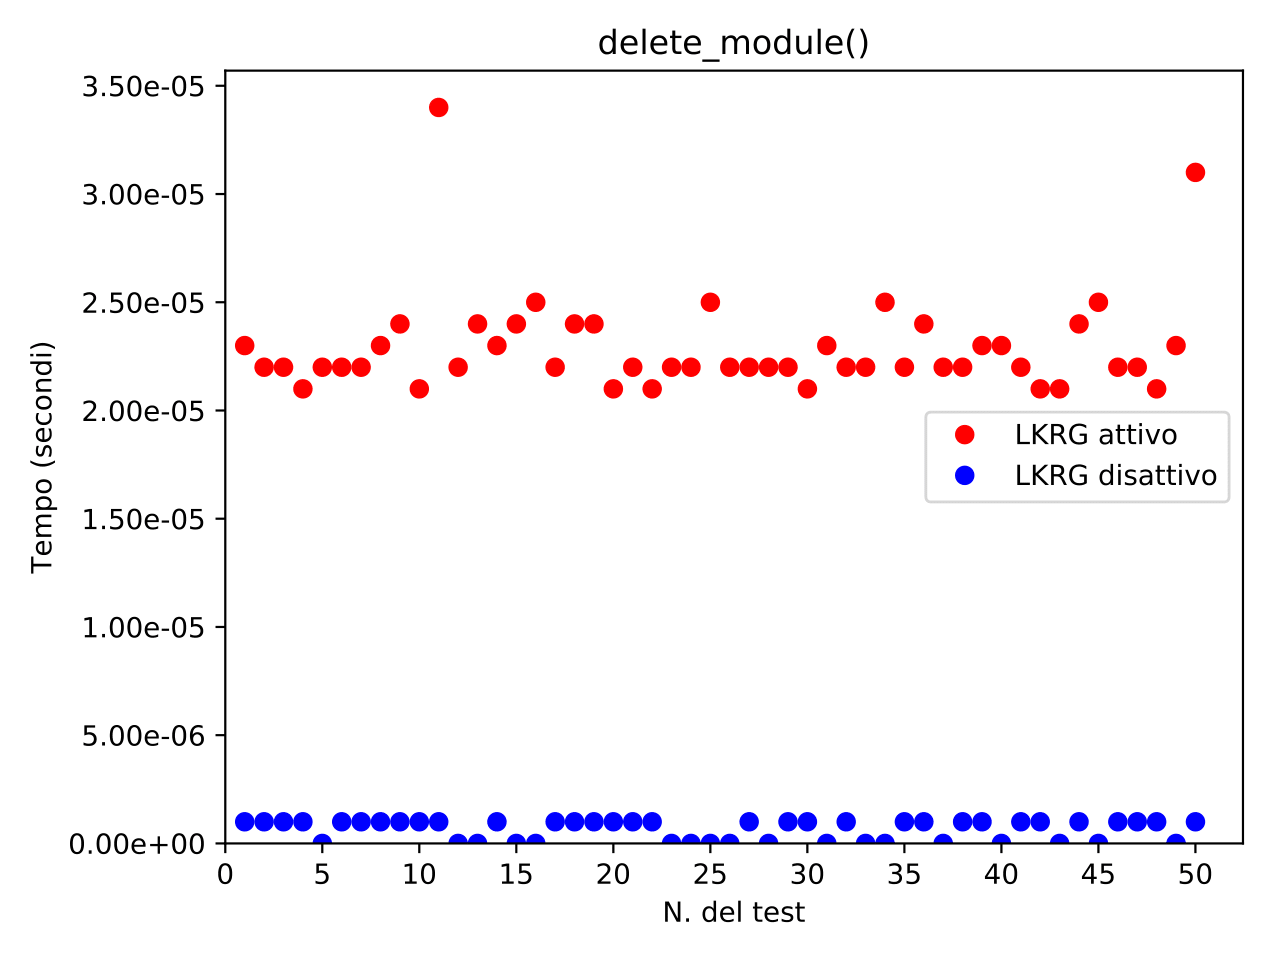 delete_module()
3.50e-05
3.00e-05
2.50e-05
2.00e-05
1.50e-05
1.00e-05
5.00e-06
0.00e+00
Tempo (secondi)
LKRG attivo
LKRG disattivo
0 5 10 15 20 25 30 35 40 45 50
N. del test